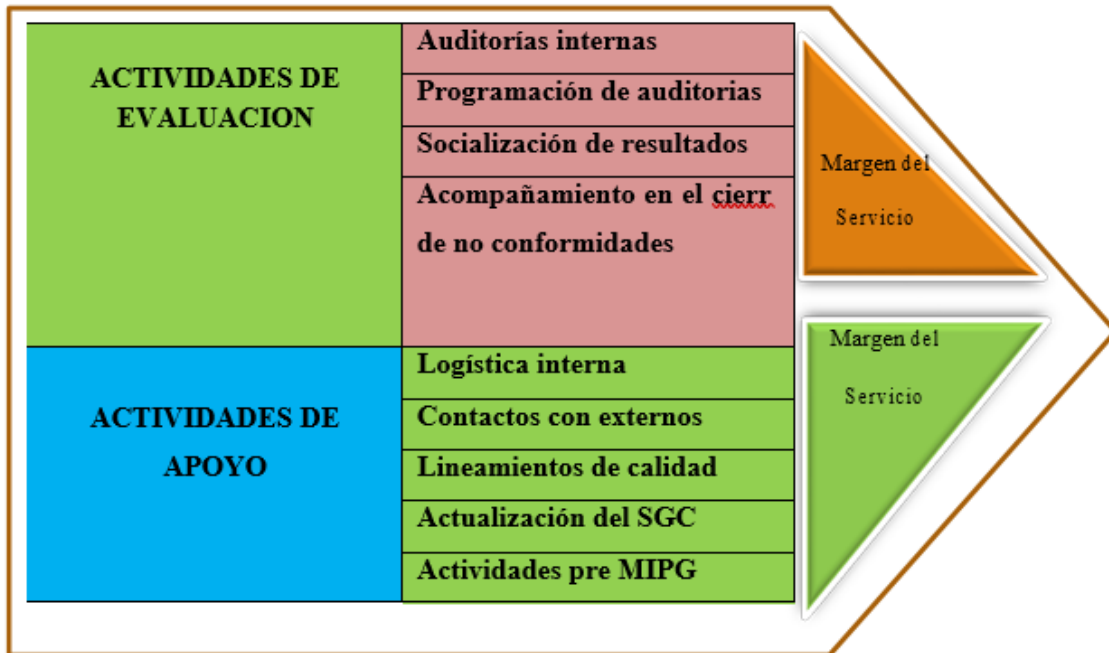 ACTIVIDADES DE
EVALUACION
Auditorías internas
Programación de auditorias
Socialización de resultados
Acompañamiento en el cierr
de no conformidades
Margen del
Servicio
ACTIVIDADES DE
APOYO
Logística interna
Contactos con externos
Lineamientos de calidad
Actualización del SGC
Actividades pre MIPG
Margen del
Servicio